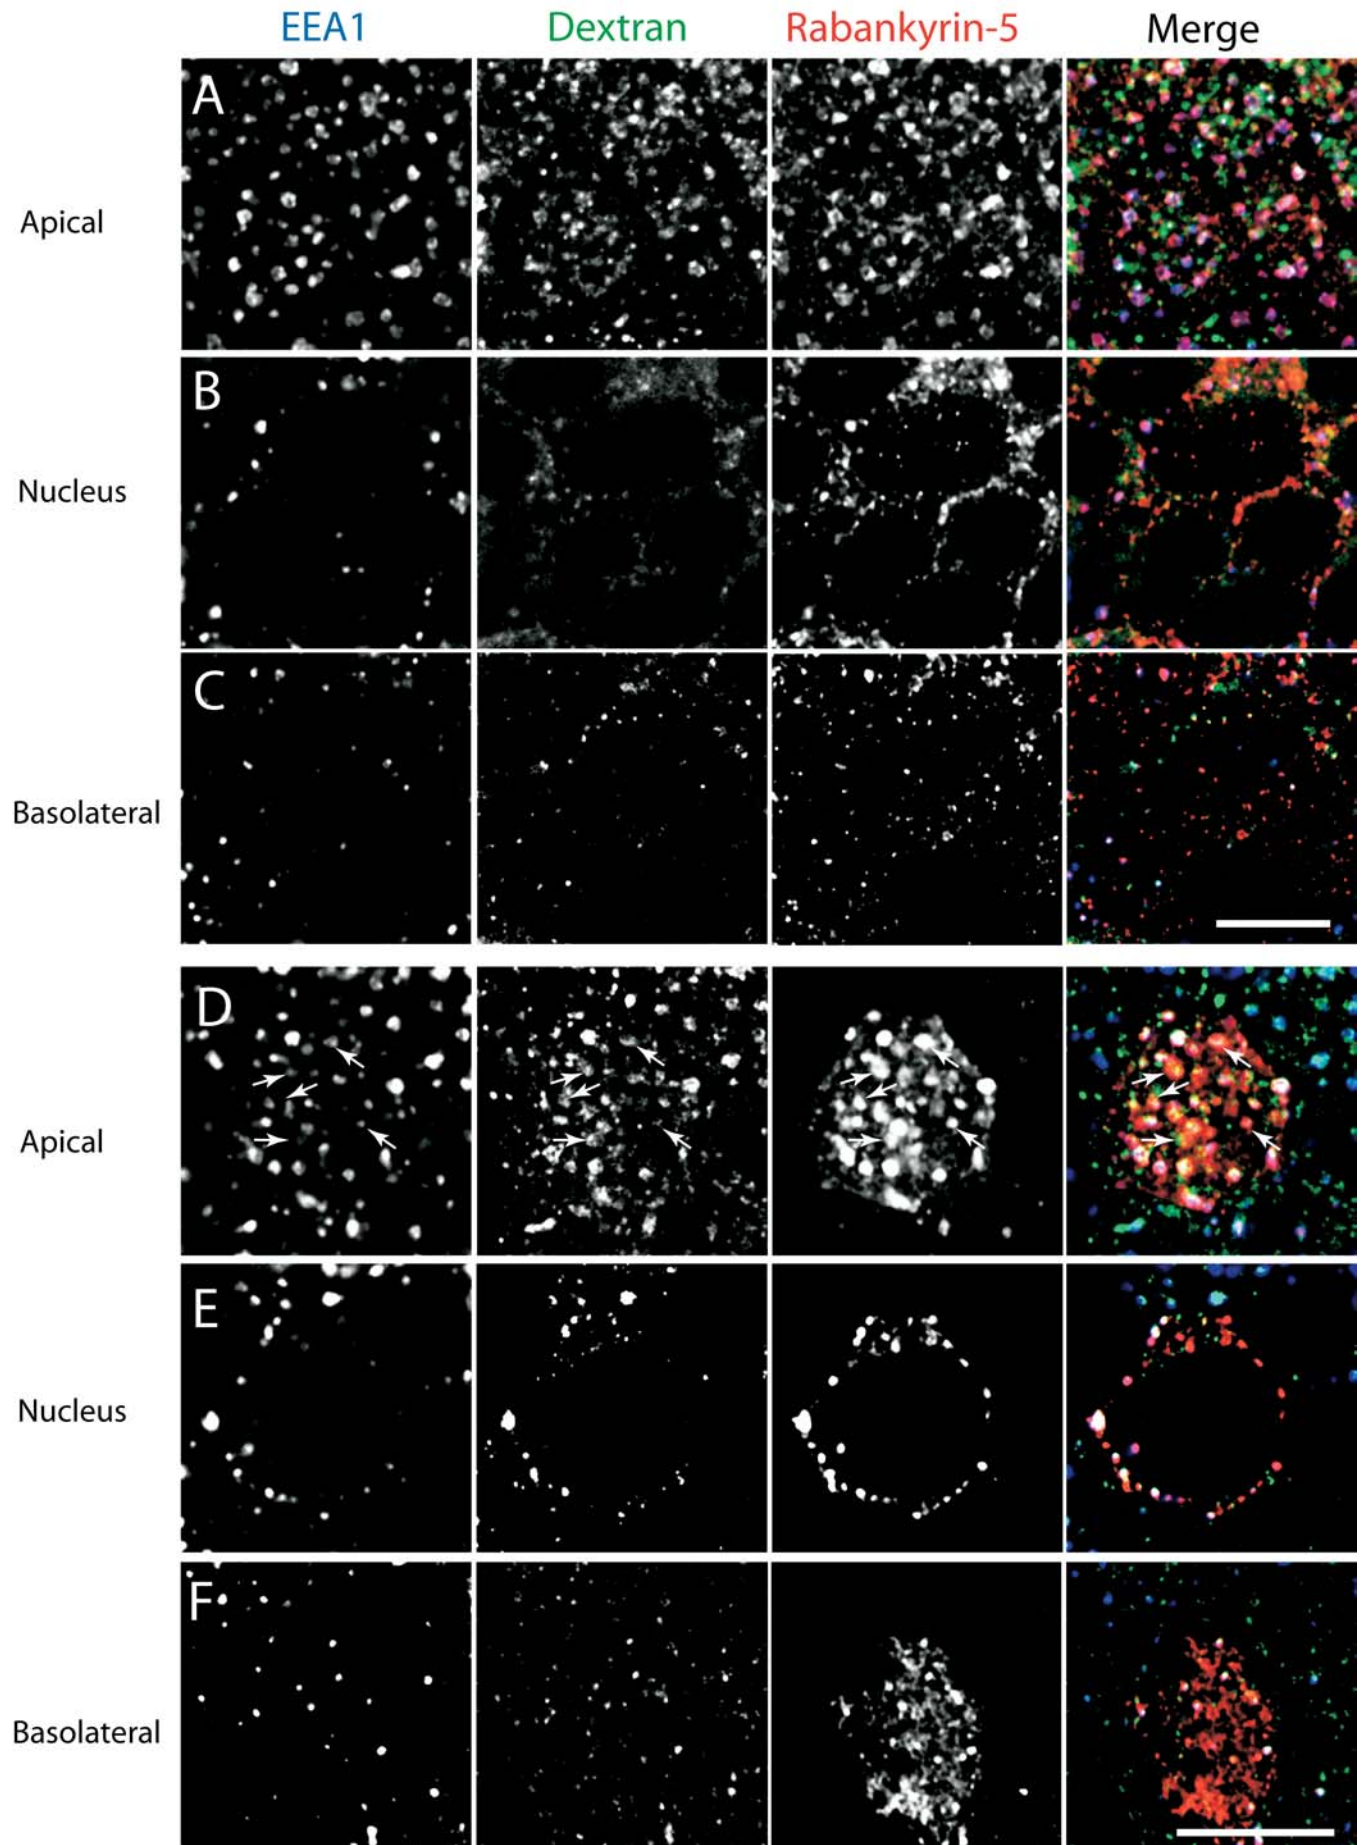 EEA1 Dextran Rabankyrin-5 Merge
A
Apical
B
Nucleus
C
Basolateral
D
Apical
E
Nucleus
F
Basolateral